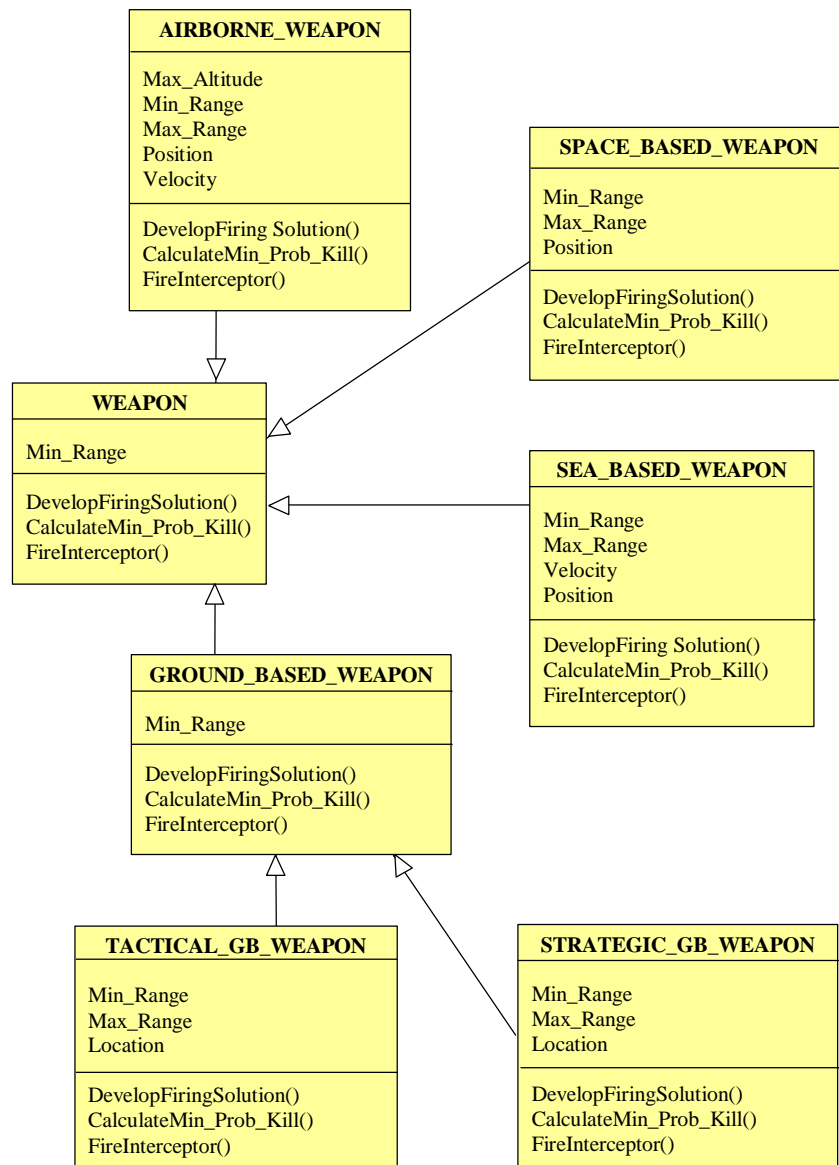 AIRBORNE_WEAPON
Max_Altitude
Min_Range
Max_Range
Position
Velocity
DevelopFiring Solution()
CalculateMin_Prob_Kill()
FireInterceptor()
SPACE_BASED_WEAPON
Min_Range
Max_Range
Position
DevelopFiringSolution()
CalculateMin_Prob_Kill()
FireInterceptor()
WEAPON
Min_Range
DevelopFiringSolution()
CalculateMin_Prob_Kill()
FireInterceptor()
SEA_BASED_WEAPON
Min_Range
Max_Range
Velocity
Position
DevelopFiring Solution()
CalculateMin_Prob_Kill()
FireInterceptor()
GROUND_BASED_WEAPON
Min_Range
DevelopFiringSolution()
CalculateMin_Prob_Kill()
FireInterceptor()
TACTICAL_GB_WEAPON
Min_Range
Max_Range
Location
DevelopFiringSolution()
CalculateMin_Prob_Kill()
FireInterceptor()
STRATEGIC_GB_WEAPON
Min_Range
Max_Range
Location
DevelopFiringSolution()
CalculateMin_Prob_Kill()
FireInterceptor()